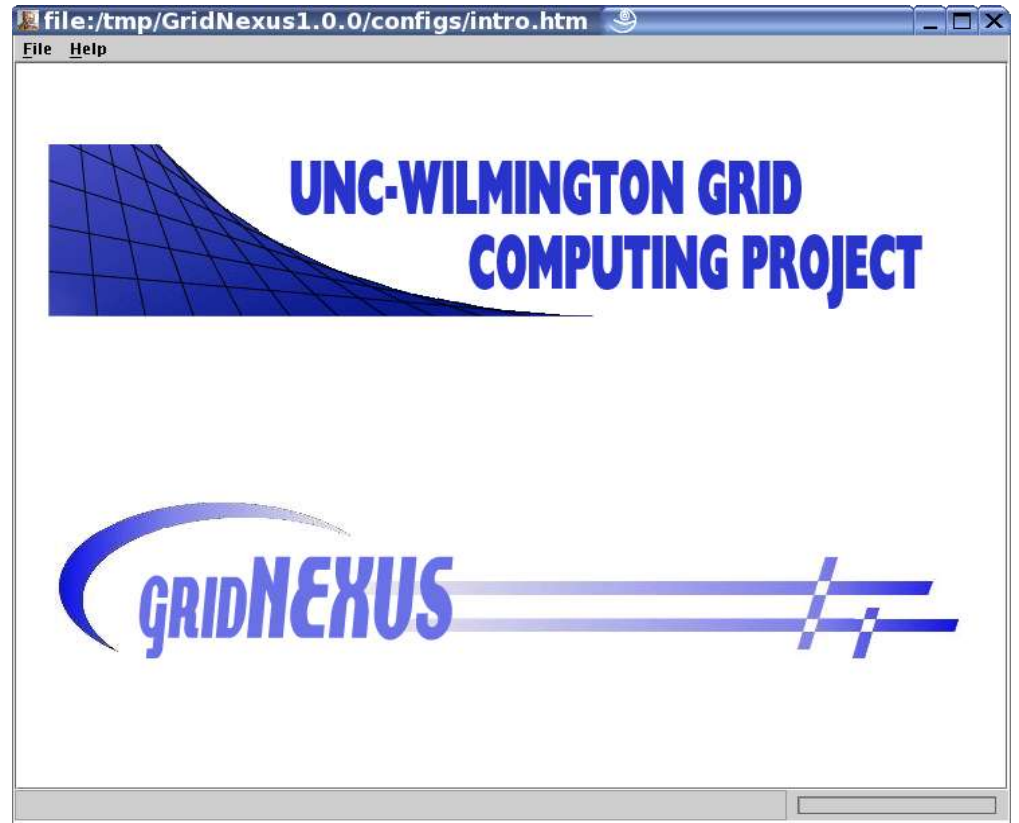 file:/tmp/GridNexus1.0.0/configs/intro.htm
File Help
UNC-WILMINGTON GRID
COMPUTING PROJECT
GRIDNEXUS